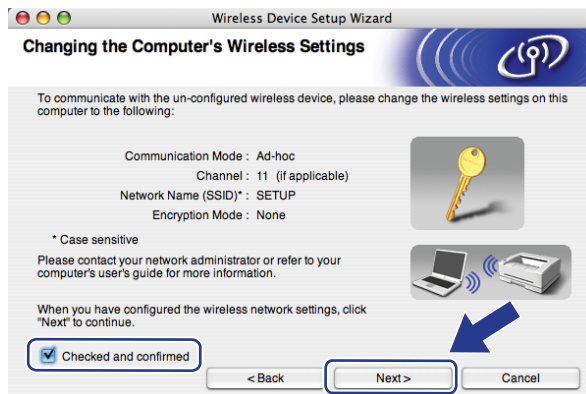 Wireless Device Setup Wizard
Changing the Computer's Wireless Settings
To communicate with the un-configured wireless device, please change the wireless settings on this
computer to the following:
Communication Mode : Ad-hoc
Channel : 11 (if applicable)
Network Name (SSID)* : SETUP
Encryption Mode : None
* Case sensitive
Please contact your network administrator or refer to your
computer's user's guide for more information.
When you have configured the wireless network settings, click
"Next" to continue.
Checked and confirmed
< Back Next > Cancel